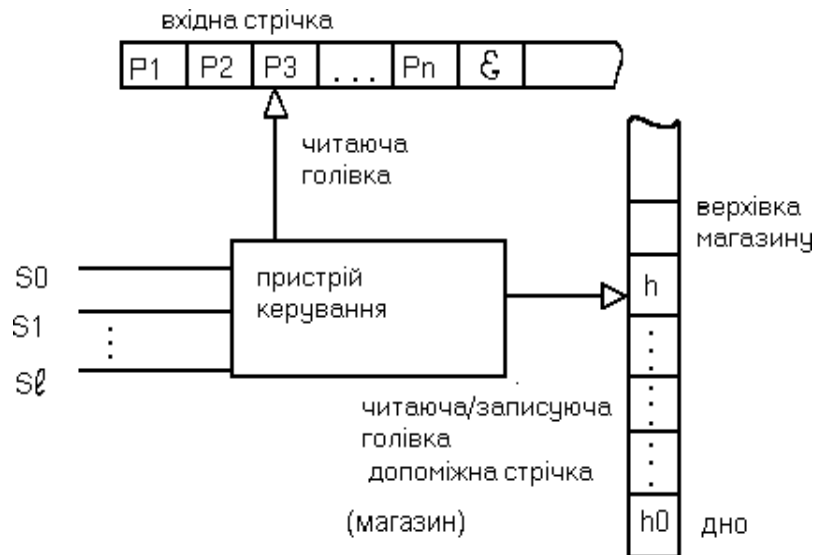 вхідна стрічка
P1 P2 P3 ... Pn &
читаюча
голівка
верхівка
магазину
S0
пристрій
керування
h
S1
Sℓ
читаюча/записуюча
голівка
допоміжна стрічка
(магазин)
h0 дно